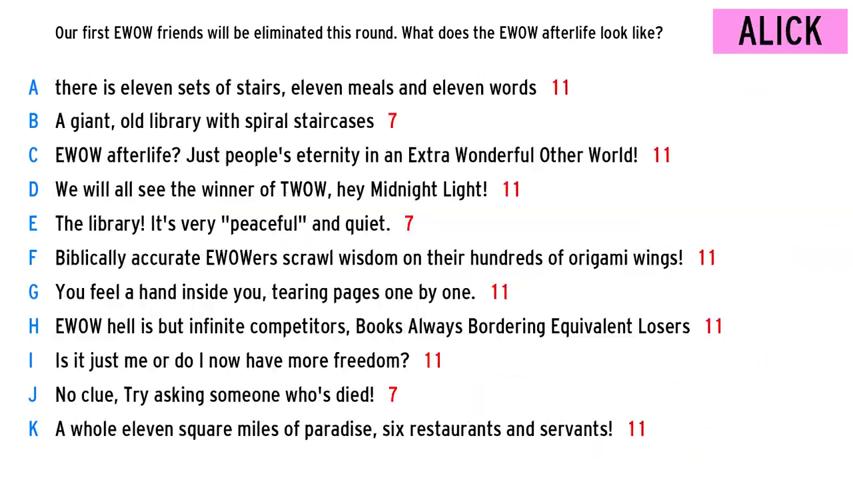 Our first EWOW friends will be eliminated this round. What does the EWOW afterlife look like?
ALICK
A there is eleven sets of stairs, eleven meals and eleven words 11
B A giant, old library with spiral staircases 7
C EWOW afterlife? Just people's eternity in an Extra Wonderful Other World! 11
D We will all see the winner of TWOW, hey Midnight Light! 11
E The library! It's very "peaceful" and quiet. 7
F Biblically accurate EWOWers scrawl wisdom on their hundreds of origami wings! 11
G You feel a hand inside you, tearing pages one by one. 11
H EWOW hell is but infinite competitors, Books Always Bordering Equivalent Losers 11
I Is it just me or do I now have more freedom? 11
J No clue, Try asking someone who's died! 7
K A whole eleven square miles of paradise, six restaurants and servants! 11